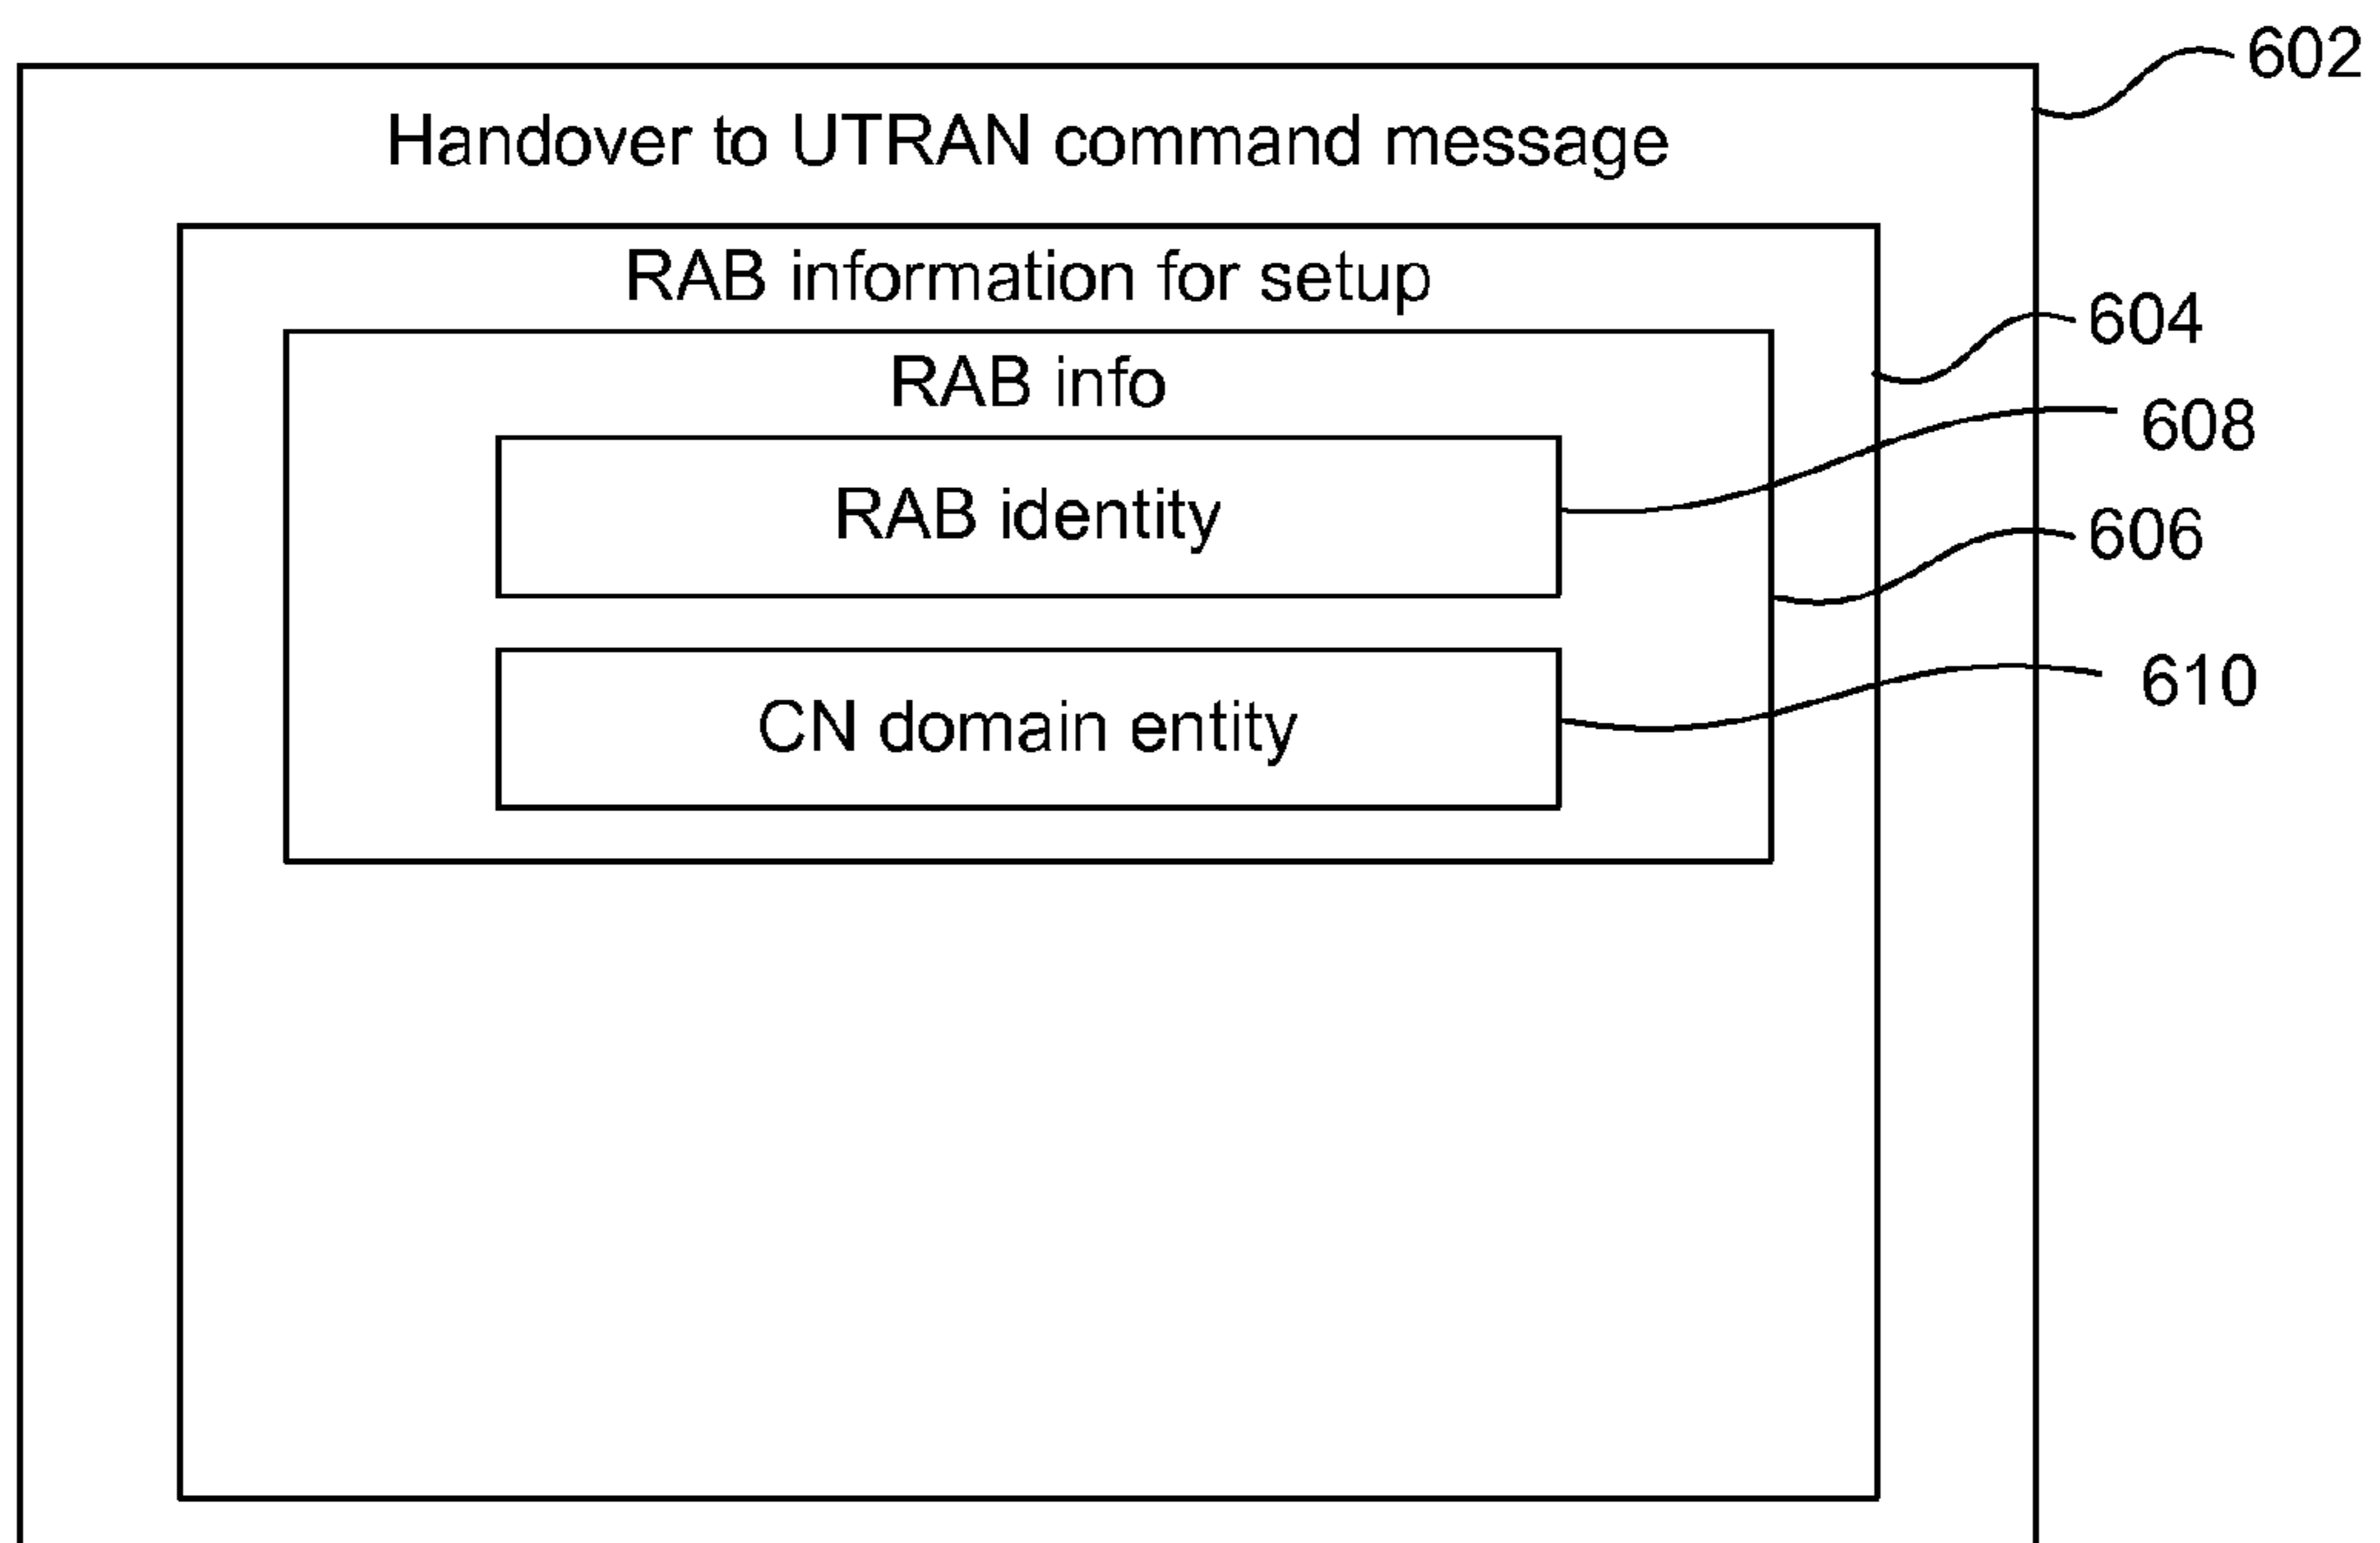 602
Handover to UTRAN command message
RAB information for setup
604
RAB info
608
RAB identity
606
610
CN domain entity